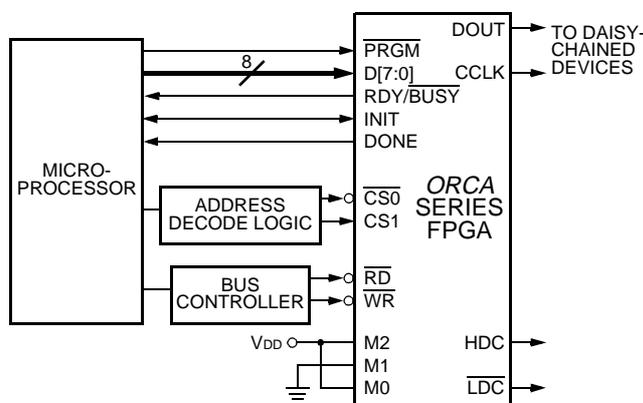 DOUT
TO DAISY-
CHAINED
DEVICES
PRGM
8
D[7:0]
CCLK
RDY/BUSY
INIT
DONE
MICRO-
PROCESSOR
ADDRESS
DECODE LOGIC
CS0
CS1
ORCA
SERIES
FPGA
BUS
CONTROLLER
RD
WR
VDD
M2
HDC
M1
M0
LDC